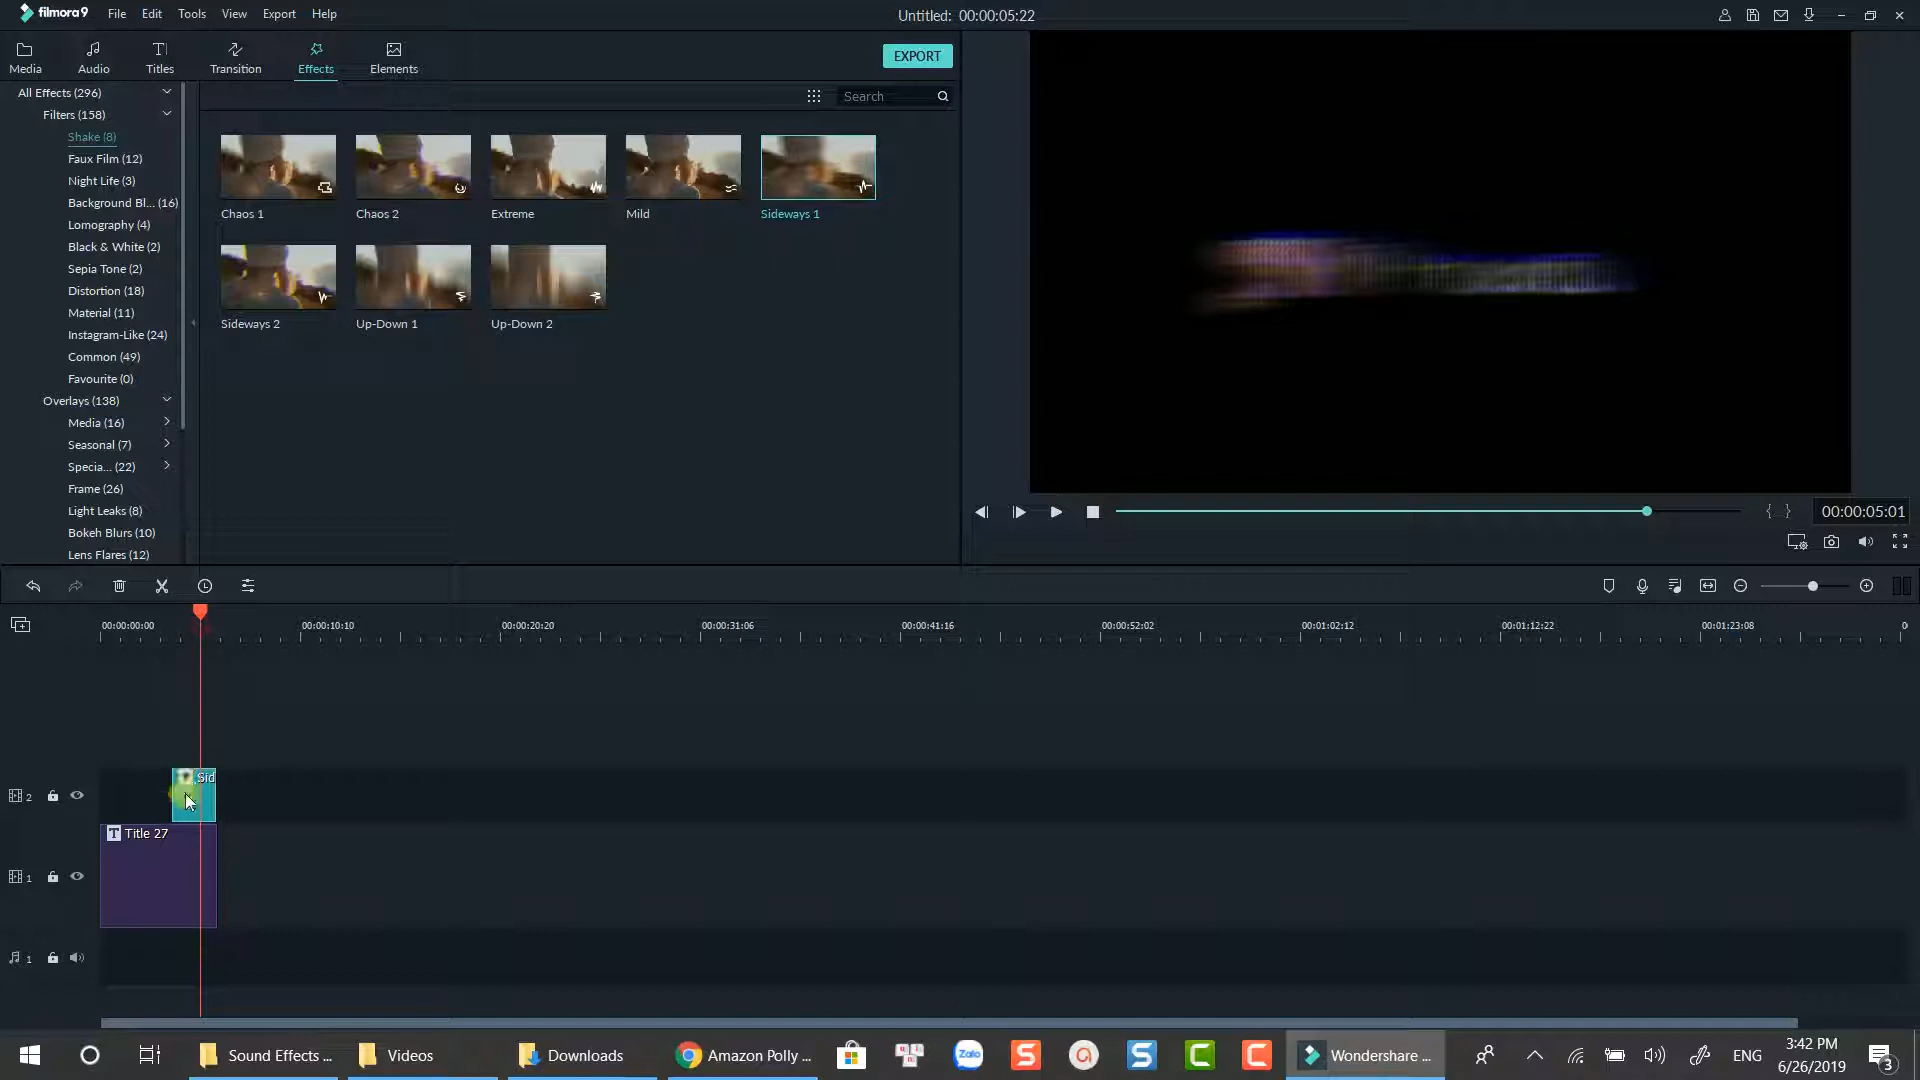 filmora9 File Edit Tools View Export Help Untitled: 00:00:05:22
Media Audio Titles Transition Effects Elements EXPORT
All Effects (296)
Search
Filters (158)
Shake (8)
Faux Film (12)
Night Life (3)
Background Bl... (16)
Lomography (4)
Black & White (2)
Sepia Tone (2)
Distortion (18)
Material (11)
Instagram-Like (24)
Common (49)
Favourite (0)
Overlays (138)
Media (16)
Seasonal (7)
Specia... (22)
Frame (26)
Light Leaks (8)
Bokeh Blurs (10)
Lens Flares (12)
Chaos 1 Chaos 2 Extreme Mild Sideways 1
Sideways 2 Up-Down 1 Up-Down 2
00:00:05:01
00:00:00:00 00:00:10:10 00:00:20:20 00:00:31:06 00:00:41:16 00:00:52:02 00:01:02:12 00:01:12:22 00:01:23:08 0
Sid
2
T Title 27
1
1
Sound Effects ... Videos Downloads Amazon Polly ... Zalo Wondershare ... ENG 3:42 PM
6/26/2019 3